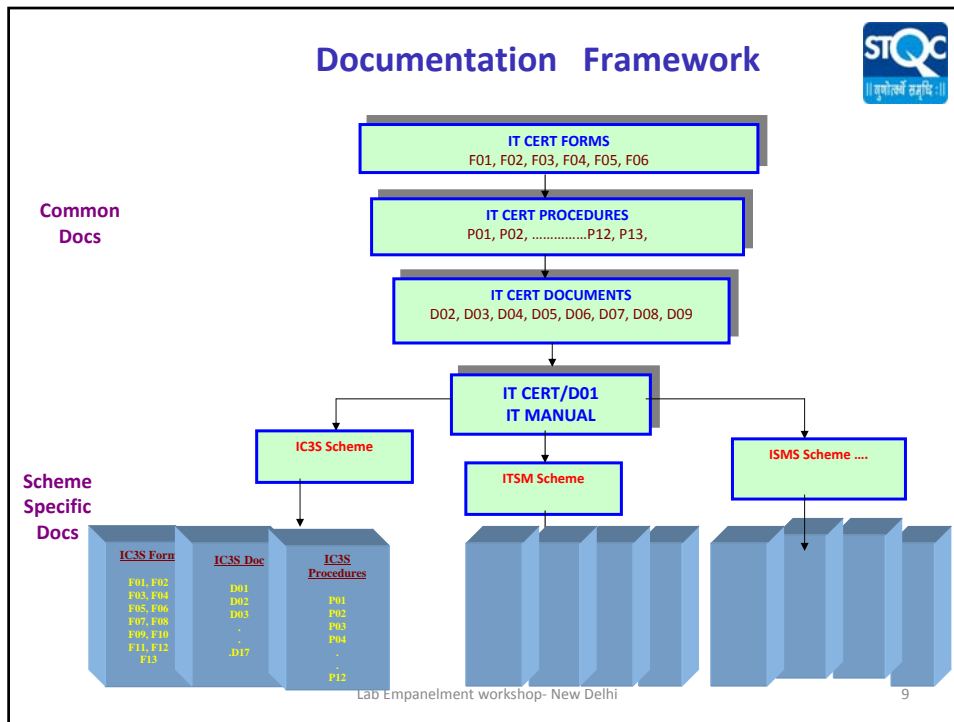 Documentation Framework
STQC
॥ गुणोत्कर्षे समृद्धिः ॥
IT CERT FORMS
F01, F02, F03, F04, F05, F06
Common
Docs
IT CERT PROCEDURES
P01, P02, ……………P12, P13,
IT CERT DOCUMENTS
D02, D03, D04, D05, D06, D07, D08, D09
IT CERT/D01
IT MANUAL
IC3S Scheme
ITSM Scheme
ISMS Scheme ....
Scheme
Specific
Docs
IC3S Form
F01, F02
F03, F04
F05, F06
F07, F08
F09, F10
F11, F12
F13
IC3S Doc
D01
D02
D03
.
.
.D17
IC3S
Procedures
P01
P02
P03
P04
.
.
P12
Lab Empanelment workshop- New Delhi
9